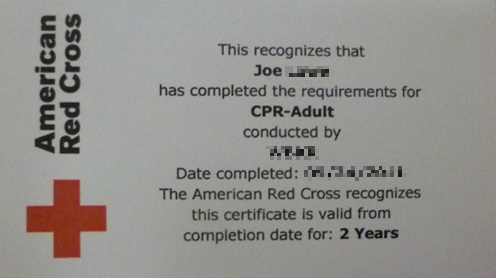 American
Red Cross
This recognizes that
Joe
has completed the requirements for
CPR-Adult
conducted by
Date completed:
The American Red Cross recognizes
this certificate is valid from
completion date for: 2 Years